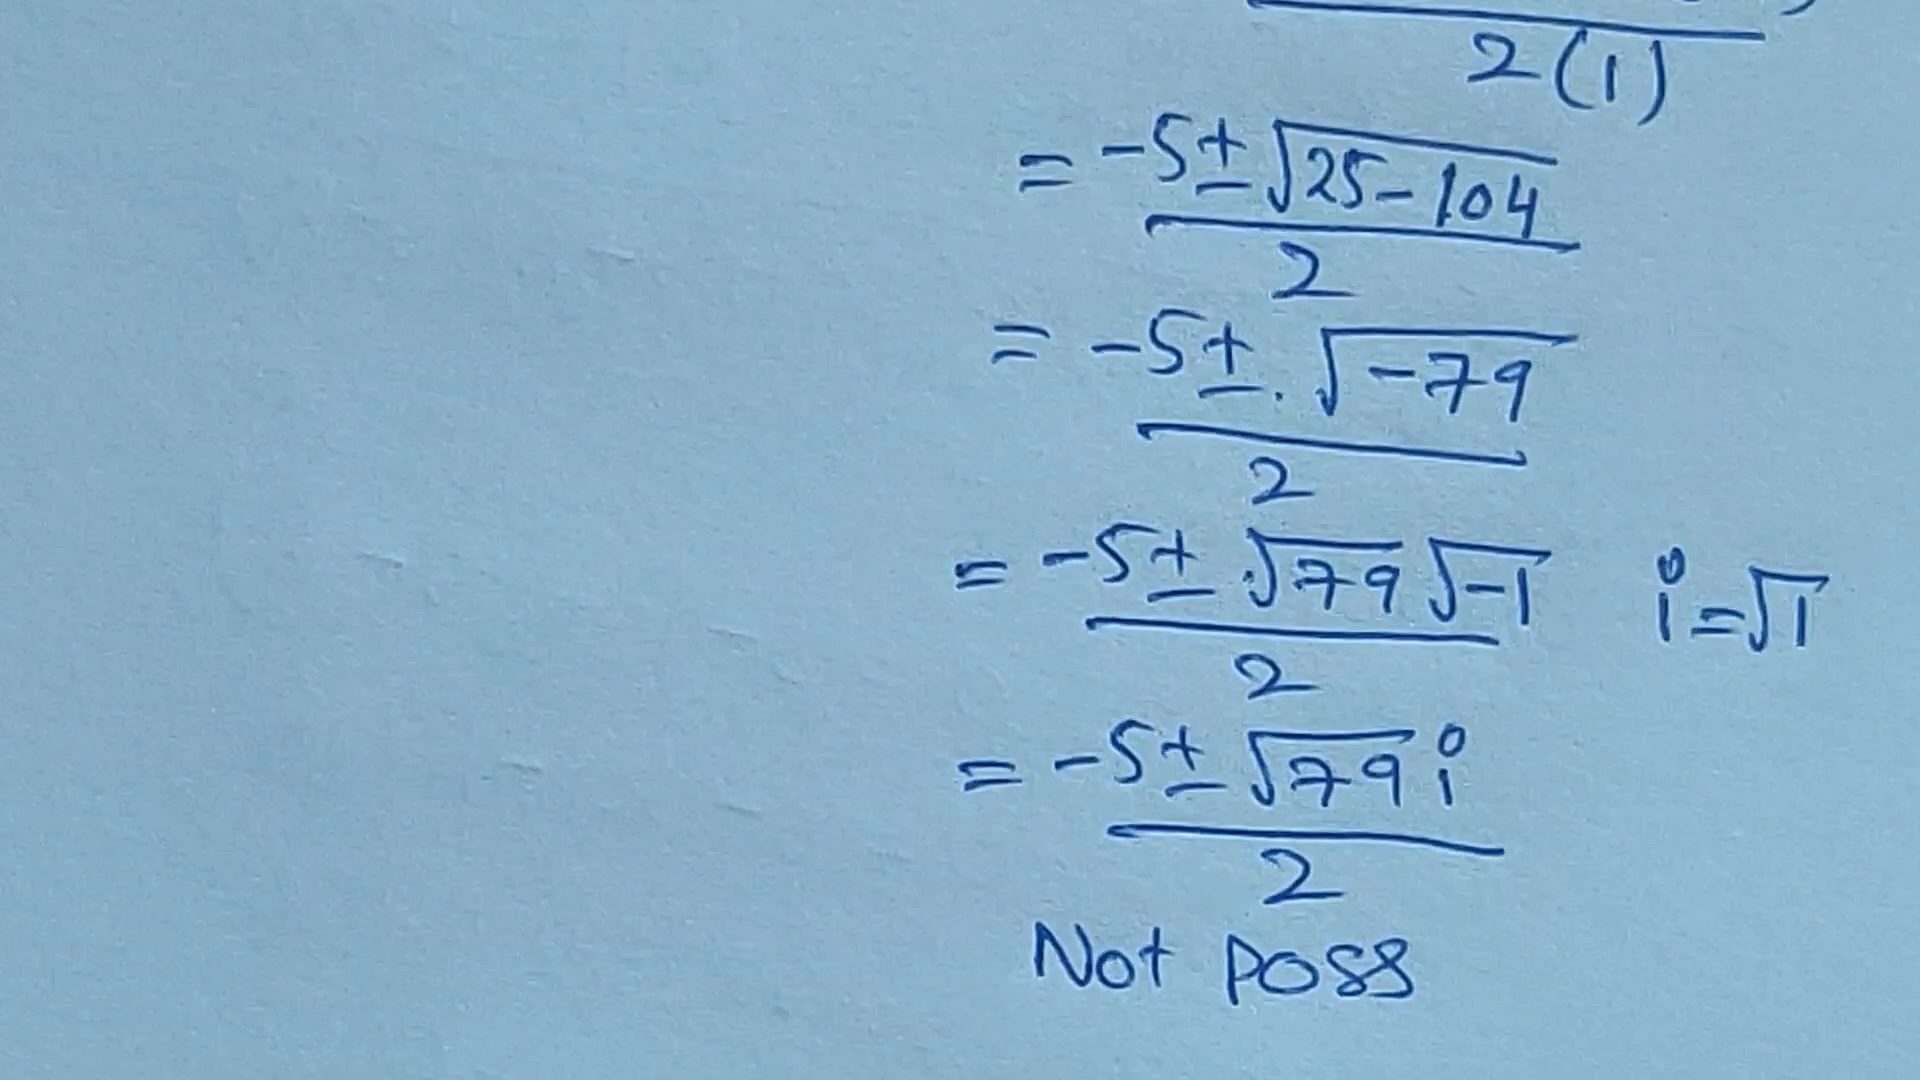 2(1)
= -5 ± √25-104 / 2
= -5 ± . √-79 / 2
= -5 ± .√79 √-1 / 2 i = √1
= -5 ± √79 i / 2
Not poss